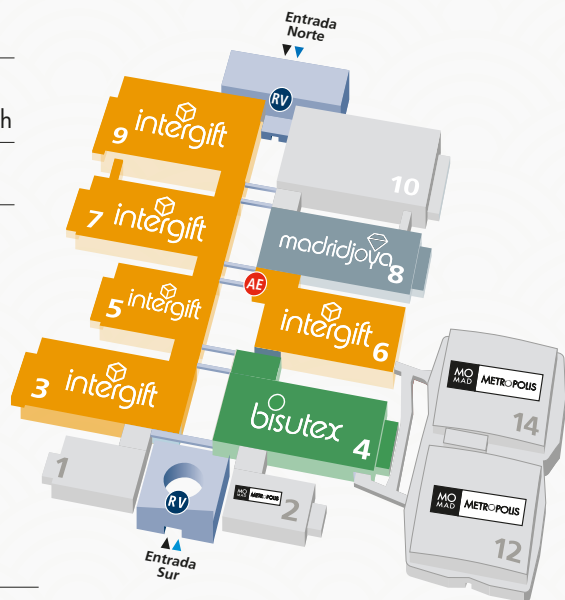 Entrada
Norte
RV
h
9 intergift
10
7 intergift
madridjoya 8
AE
5 intergift
intergift 6
3 intergift
MO
MAD METROPOLIS
14
bisutex 4
1
RV
MO
MAD METROPOLIS
2
MO
MAD METROPOLIS
12
Entrada
Sur